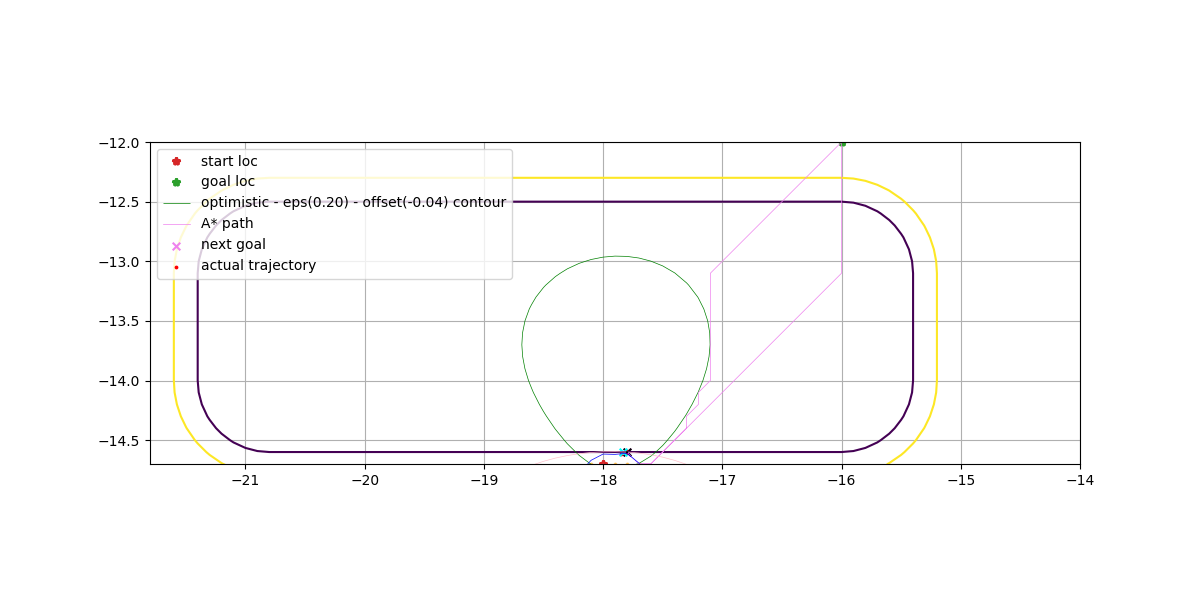 −12.0
−12.5
−13.0
−13.5
−14.0
−14.5
start loc
goal loc
optimistic - eps(0.20) - offset(-0.04) contour
A* path
next goal
actual trajectory
−21 −20 −19 −18 −17 −16 −15 −14